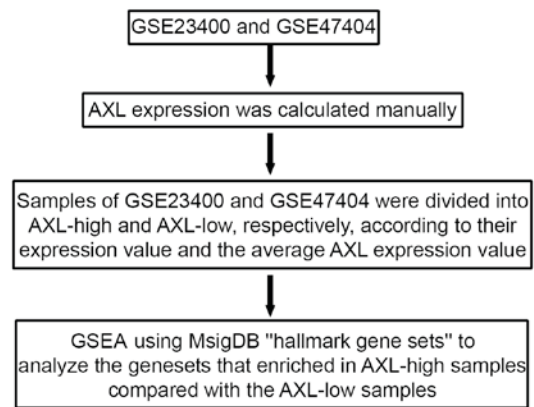 GSE23400 and GSE47404
AXL expression was calculated manually
Samples of GSE23400 and GSE47404 were divided into
AXL-high and AXL-low, respectively, according to their
expression value and the average AXL expression value
GSEA using MsigDB "hallmark gene sets" to
analyze the genesets that enriched in AXL-high samples
compared with the AXL-low samples